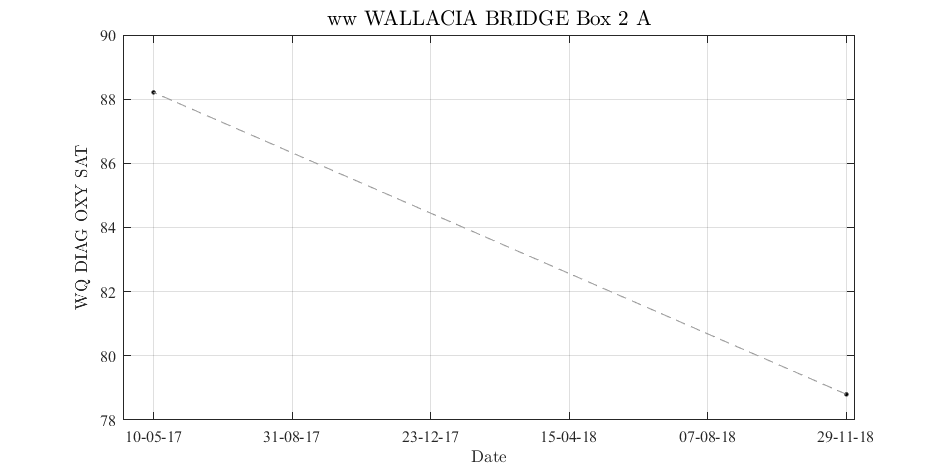 ww WALLACIA BRIDGE Box 2 A
90
88
86
84
82
80
78
WQ DIAG OXY SAT
10-05-17 31-08-17 23-12-17 15-04-18 07-08-18 29-11-18
Date